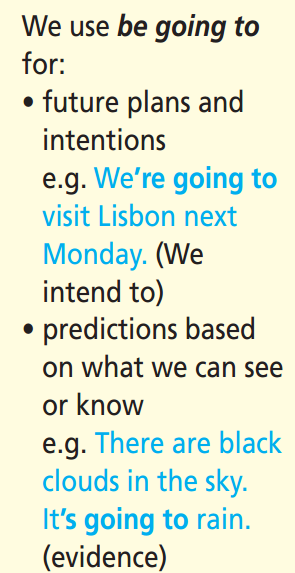 We use be going to
for:
• future plans and
intentions
e.g. We're going to
visit Lisbon next
Monday. (We
intend to)
• predictions based
on what we can see
or know
e.g. There are black
clouds in the sky.
It's going to rain.
(evidence)